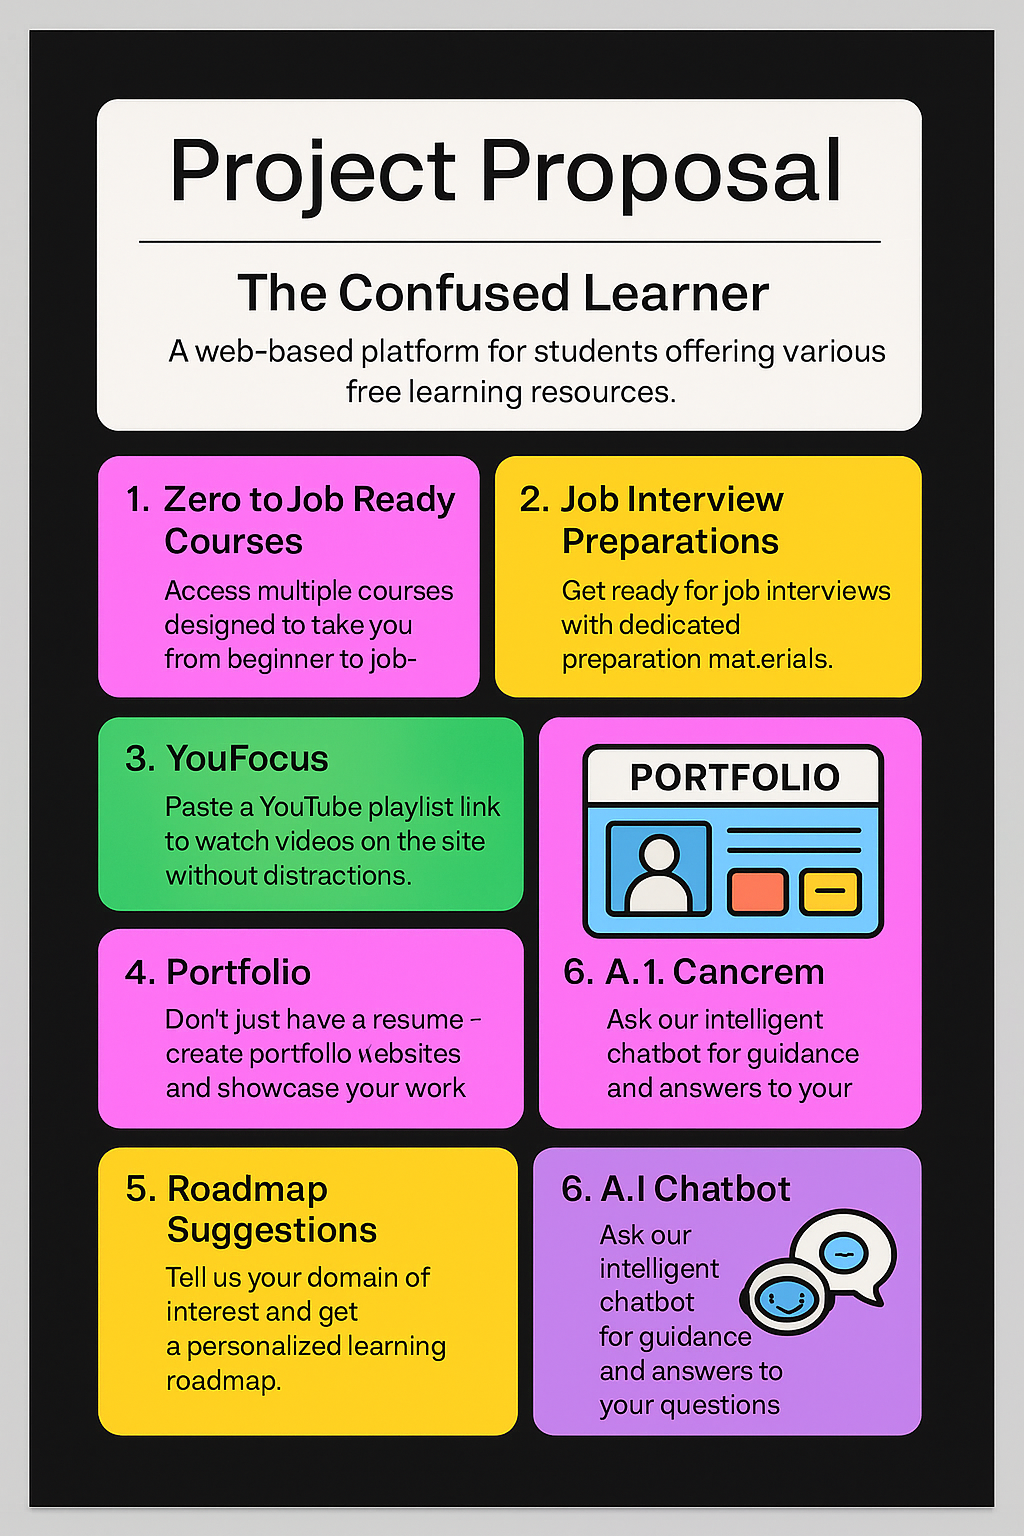 Project Proposal
The Confused Learner
A web-based platform for students offering various
free learning resources.
1. Zero to Job Ready
Courses
Access multiple courses
designed to take you
from beginner to job-
2. Job Interview
Preparations
Get ready for job interviews
with dedicated
preparation mat.erials.
3. YouFocus
Paste a YouTube playlist link
to watch videos on the site
without distractions.
4. Portfolio
Don't just have a resume –
create portfollo websites
and showcase your work
PORTFOLIO
6. A.1. Cancrem
Ask our intelligent
chatbot for guidance
and answers to your
5. Roadmap
Suggestions
Tell us your domain of
interest and get
a personalized learning
roadmap.
6. A.I Chatbot
Ask our
intelligent
chatbot
for guidance
and answers to
your questions